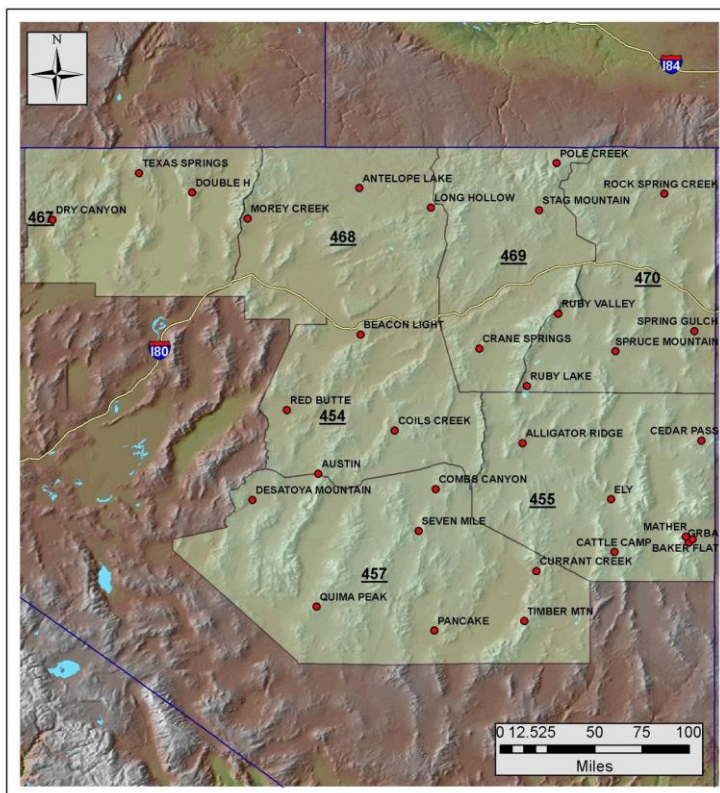 N
I84
POLE CREEK
TEXAS SPRINGS
DOUBLE H
ANTELOPE LAKE
ROCK SPRING CREEK
DRY CANYON
467
MOREY CREEK
LONG HOLLOW
STAG MOUNTAIN
468
469
470
RUBY VALLEY
BEACON LIGHT
SPRING GULCH
I80
CRANE SPRINGS
SPRUCE MOUNTAIN
RUBY LAKE
RED BUTTE
454
COILS CREEK
ALLIGATOR RIDGE
CEDAR PASS
AUSTIN
DESATOYA MOUNTAIN
COMBS CANYON
455
ELY
SEVEN MILE
MATHER
GRBA
CATTLE CAMP
BAKER FLAT
457
CURRANT CREEK
QUIMA PEAK
PANCAKE
TIMBER MTN
0 12.525 50 75 100
Miles